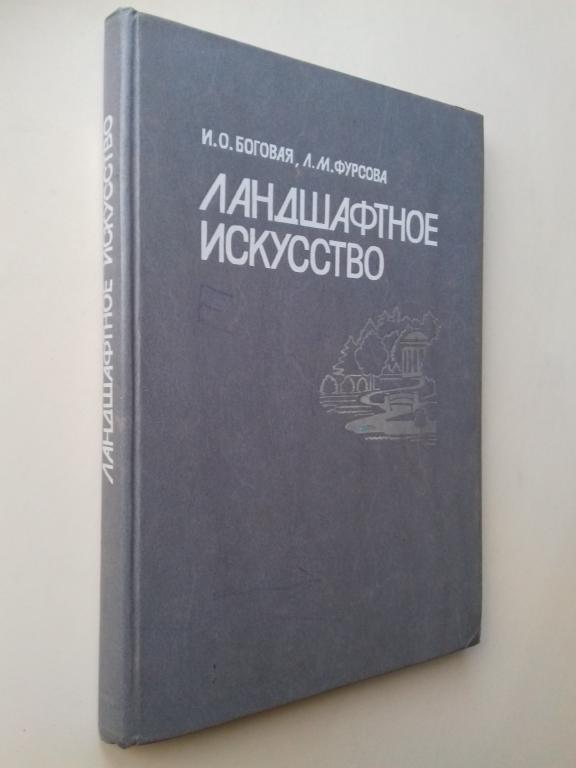 И.О.БОГОВАЯ, Л.М.ФУРСОВА
ЛАНДШАФТНОЕ
ИСКУССТВО
ЛАНДШАФТНОЕ ИСКУССТВО